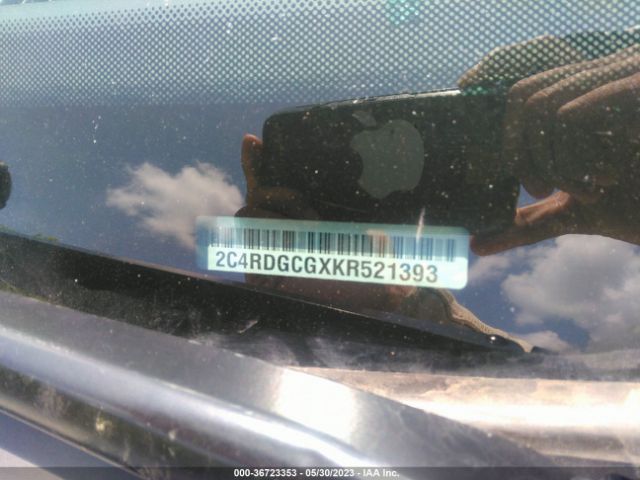 2C4RDGCGXKR521393
000-36723353 — 05/30/2023 — IAA Inc.